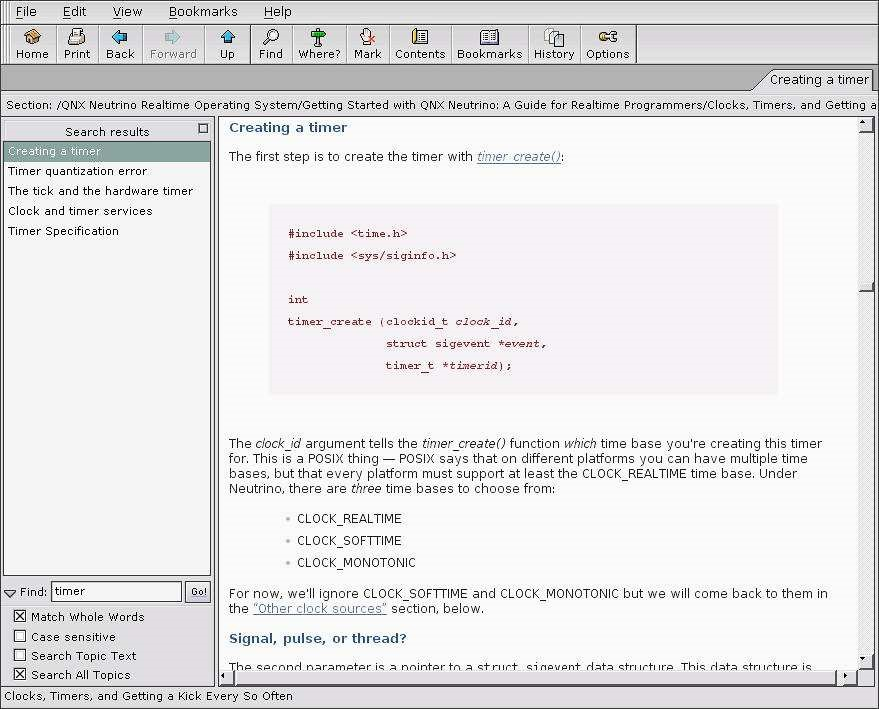 File Edit View Bookmarks Help
Home Print Back Forward Up Find Where? Mark Contents Bookmarks History Options
Creating a timer
Section: /QNX Neutrino Realtime Operating System/Getting Started with QNX Neutrino: A Guide for Realtime Programmers/Clocks, Timers, and Getting a
Search results
Creating a timer
Timer quantization error
The tick and the hardware timer
Clock and timer services
Timer Specification
Find: timer Go!
Match Whole Words
Case sensitive
Search Topic Text
Search All Topics
Creating a timer
The first step is to create the timer with timer_create():
#include <time.h>
#include <sys/siginfo.h>
int
timer_create (clockid_t clock_id,
struct sigevent *event,
timer_t *timerid);
The clock_id argument tells the timer_create() function which time base you're creating this timer
for. This is a POSIX thing — POSIX says that on different platforms you can have multiple time
bases, but that every platform must support at least the CLOCK_REALTIME time base. Under
Neutrino, there are three time bases to choose from:
• CLOCK_REALTIME
• CLOCK_SOFTTIME
• CLOCK_MONOTONIC
For now, we'll ignore CLOCK_SOFTTIME and CLOCK_MONOTONIC but we will come back to them in
the “Other clock sources” section, below.
Signal, pulse, or thread?
The second parameter is a pointer to a struct sigevent data structure. This data structure is
Clocks, Timers, and Getting a Kick Every So Often